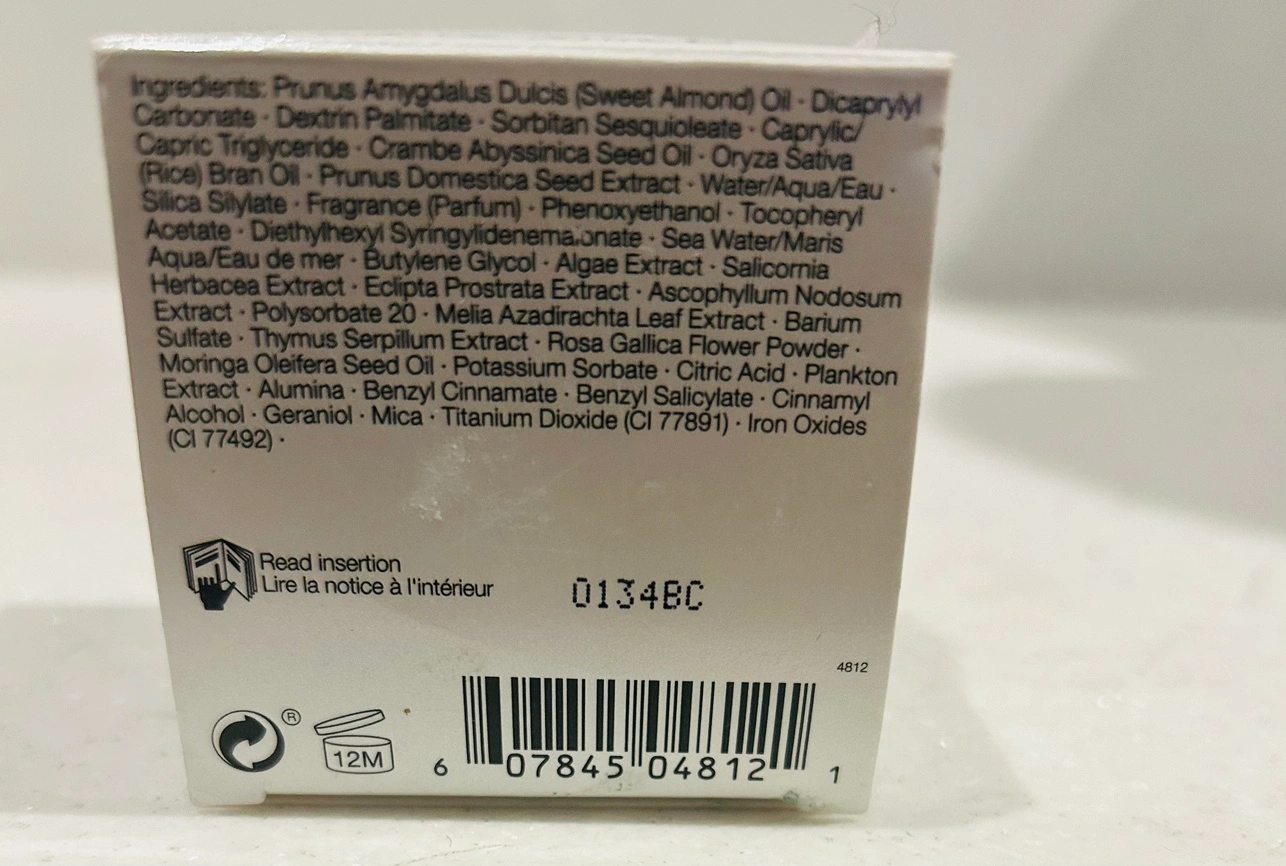 Ingredients: Prunus Amygdalus Dulcis (Sweet Almond) Oil · Dicaprylyl
Carbonate · Dextrin Palmitate · Sorbitan Sesquioleate · Caprylic/
Capric Triglyceride · Crambe Abyssinica Seed Oil · Oryza Sativa
(Rice) Bran Oil · Prunus Domestica Seed Extract · Water/Aqua/Eau ·
Silica Silylate · Fragrance (Parfum) · Phenoxyethanol · Tocopheryl
Acetate · Diethylhexyl Syringylidenemalonate · Sea Water/Maris
Aqua/Eau de mer · Butylene Glycol · Algae Extract · Salicornia
Herbacea Extract · Eclipta Prostrata Extract · Ascophyllum Nodosum
Extract · Polysorbate 20 · Melia Azadirachta Leaf Extract · Barium
Sulfate · Thymus Serpillum Extract · Rosa Gallica Flower Powder ·
Moringa Oleifera Seed Oil · Potassium Sorbate · Citric Acid · Plankton
Extract · Alumina · Benzyl Cinnamate · Benzyl Salicylate · Cinnamyl
Alcohol · Geraniol · Mica · Titanium Dioxide (CI 77891) · Iron Oxides
(CI 77492) ·
Read insertion
Lire la notice à l'intérieur
0134BC
4812
®
12M
6 07845 04812 1